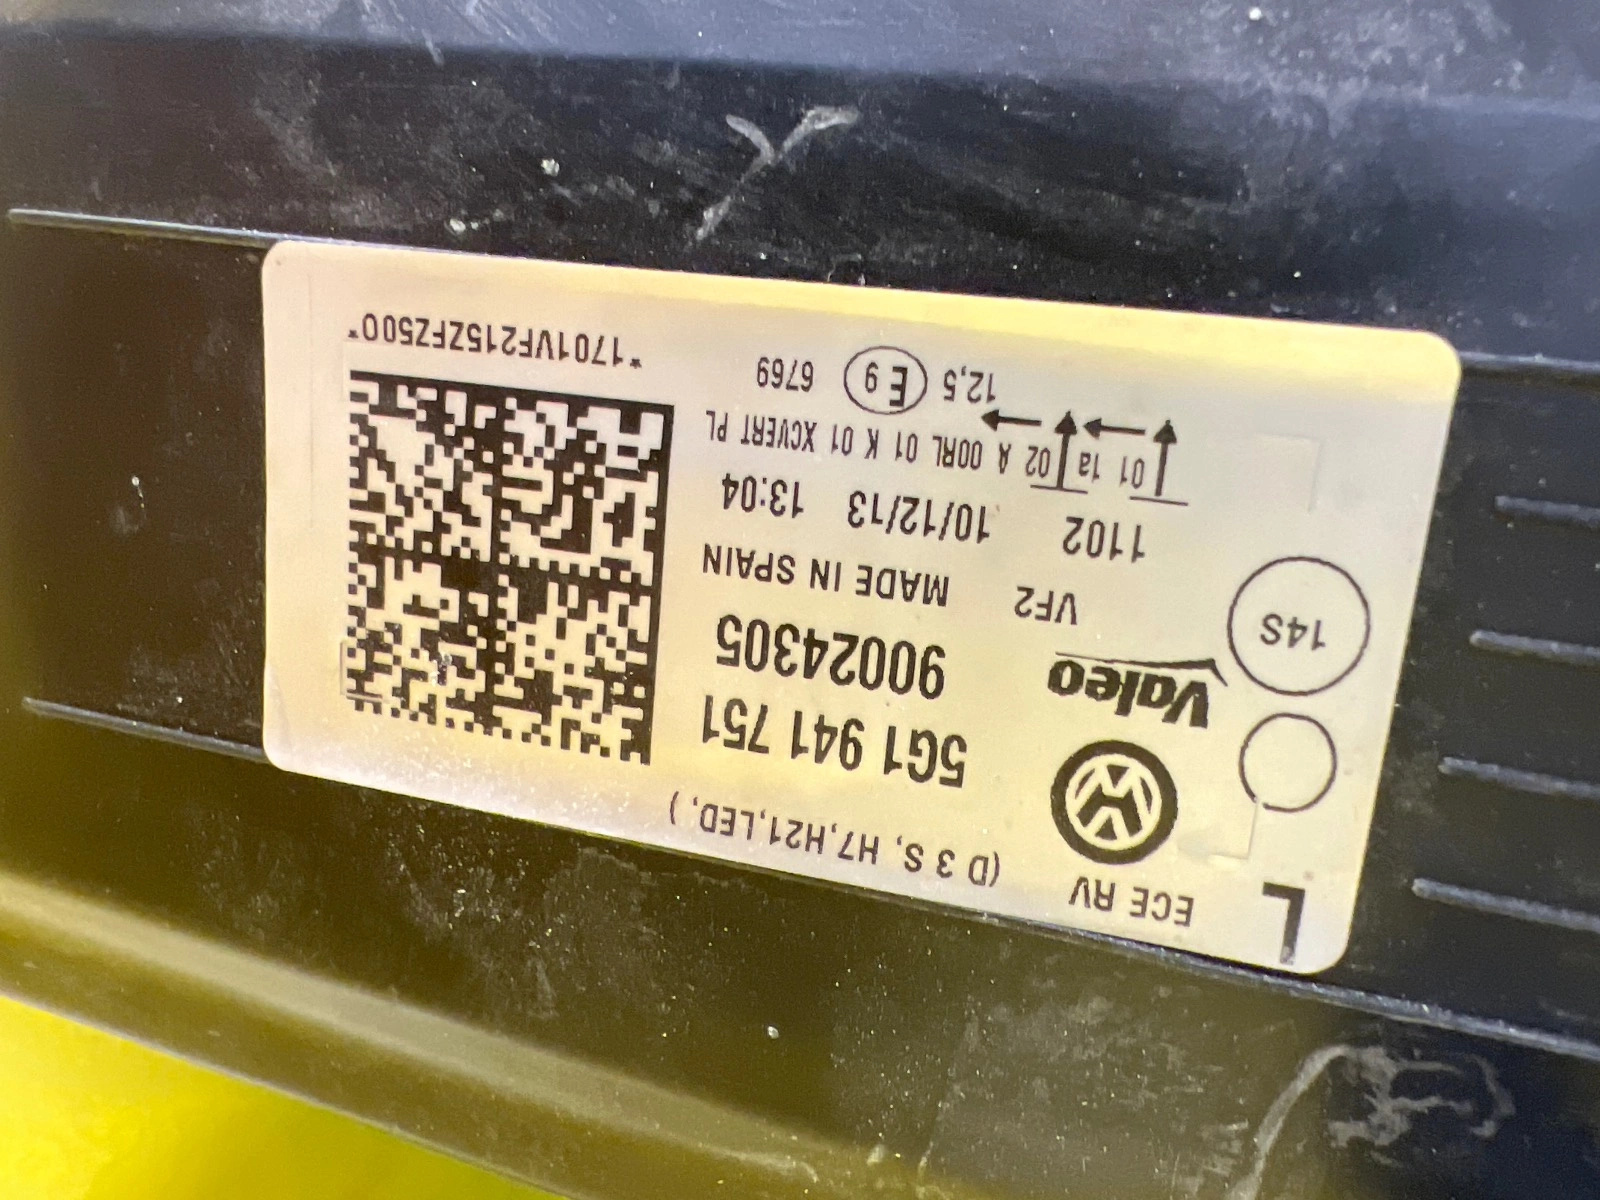 L
ECE RV
(D 3 S, H7,H21,LED, )
5G1 941 751
Valeo
90024305
14S
VF2
MADE IN SPAIN
1102
10/12/13 13:04
01 1a 02 A 00RL 01 K 01 XCVERT PL
12,5
E 9
6769
*1701VF215ZFZ500*